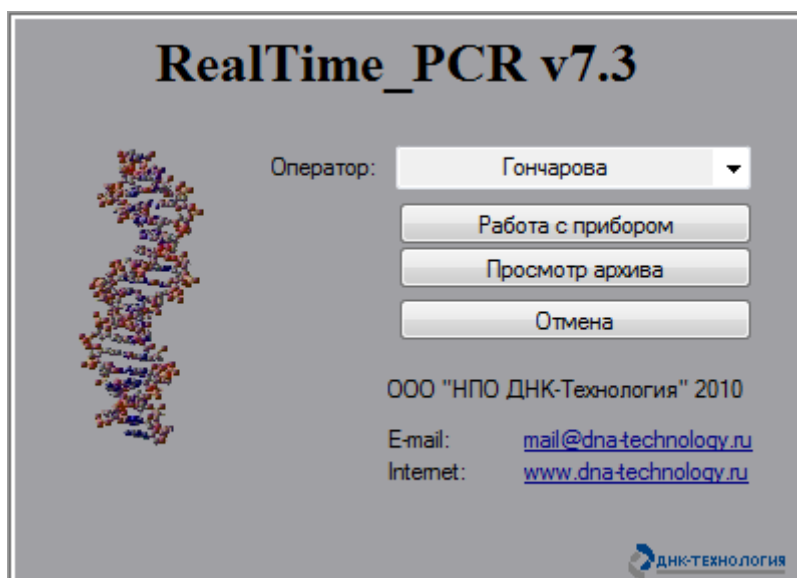 RealTime_PCR v7.3
Оператор: Гончарова
Работа с прибором
Просмотр архива
Отмена
ООО "НПО ДНК-Технология" 2010
E-mail: mail@dna-technology.ru
Internet: www.dna-technology.ru
ДНК-ТЕХНОЛОГИЯ